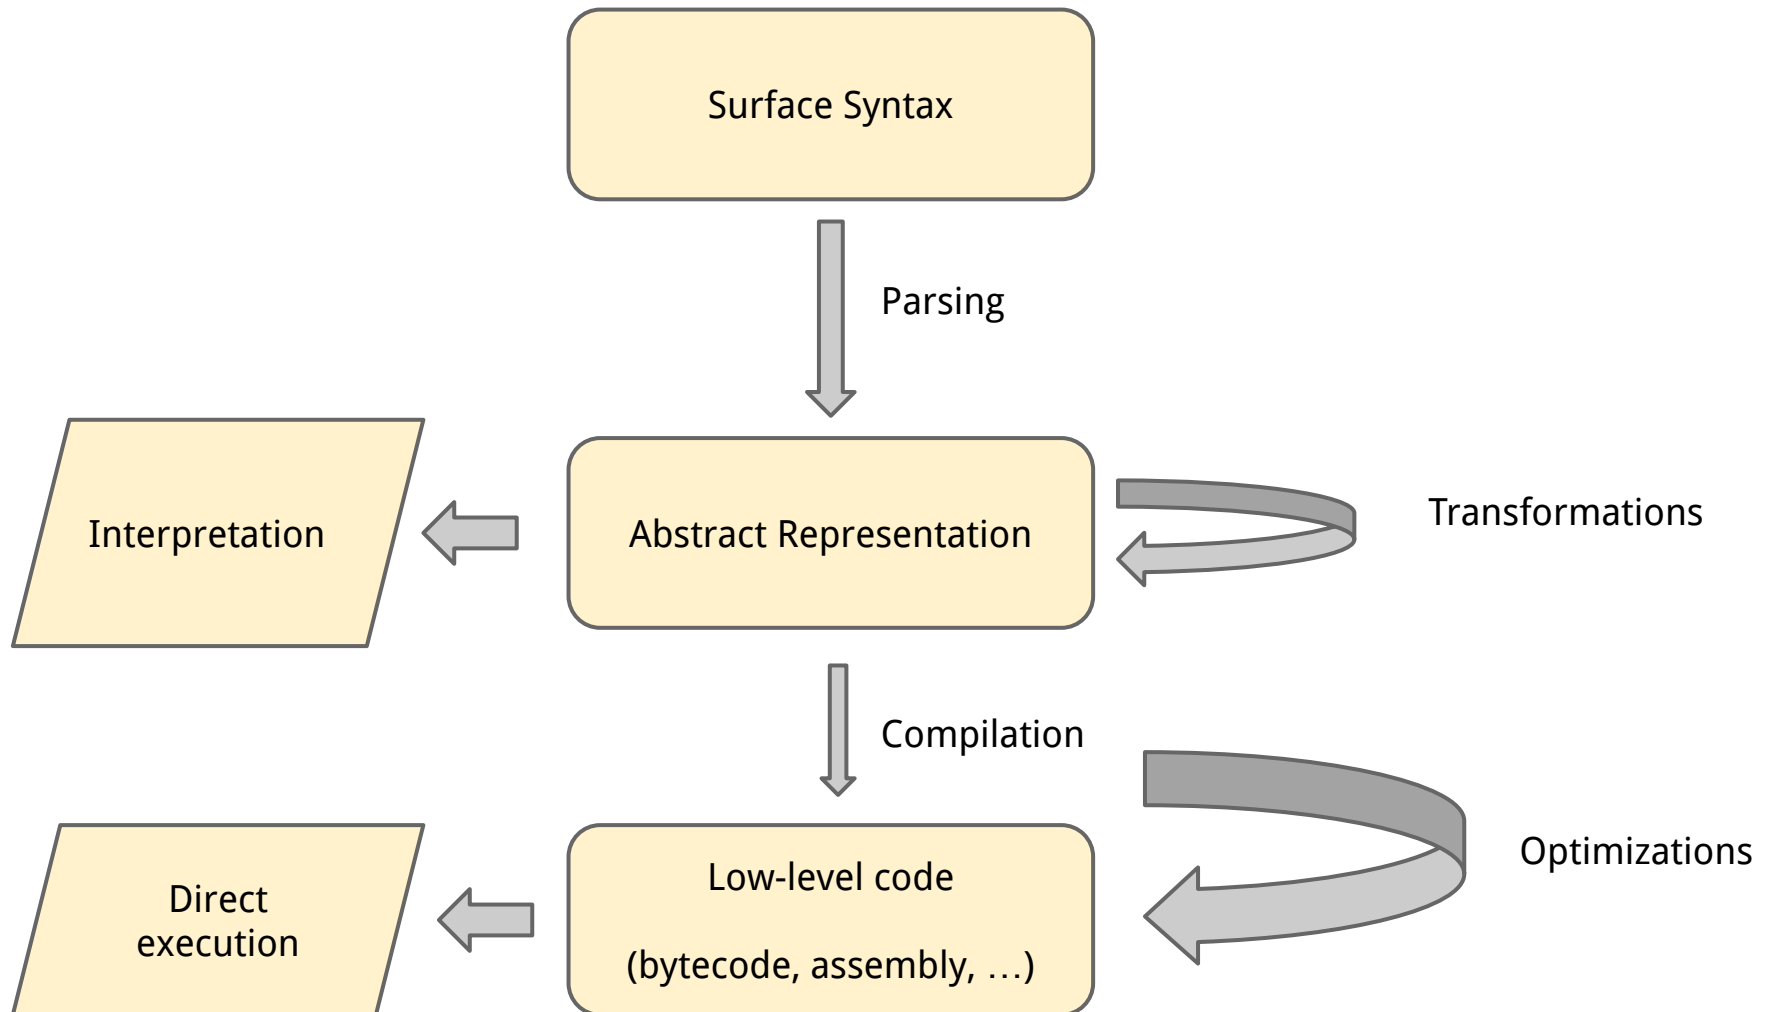 Surface Syntax
Parsing
Interpretation
Abstract Representation
Transformations
Compilation
Optimizations
Direct
execution
Low-level code
(bytecode, assembly, …)